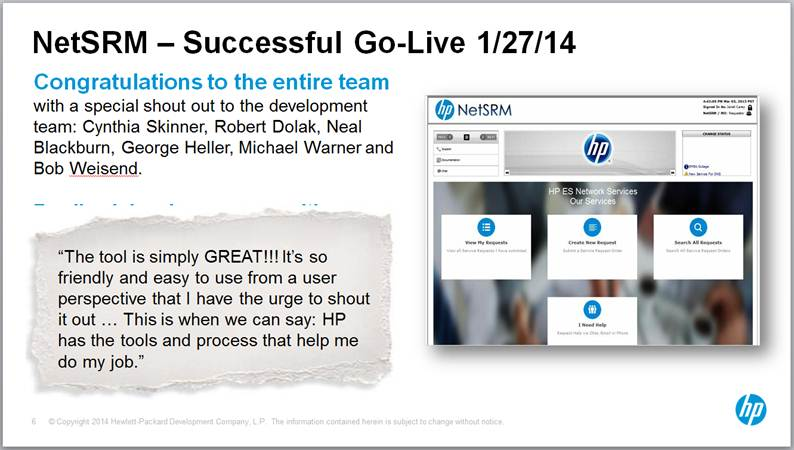 NetSRM – Successful Go-Live 1/27/14
Congratulations to the entire team
with a special shout out to the development
team: Cynthia Skinner, Robert Dolak, Neal
Blackburn, George Heller, Michael Warner and
Bob Weisend.
“The tool is simply GREAT!!! It’s so
friendly and easy to use from a user
perspective that I have the urge to shout
it out … This is when we can say: HP
has the tools and process that help me
do my job.”
hp NetSRM
CHANGE STATUS
Support
Documentation
Chat
hp
HP ES Network Services
Our Services
View My Requests
View all Service Requests I have submitted
Create New Request
Submit a Service Request Order
Search All Requests
Search All Service Request Orders
I Need Help
Request Help via Chat, Email or Phone
6 © Copyright 2014 Hewlett-Packard Development Company, L.P. The information contained herein is subject to change without notice.
hp